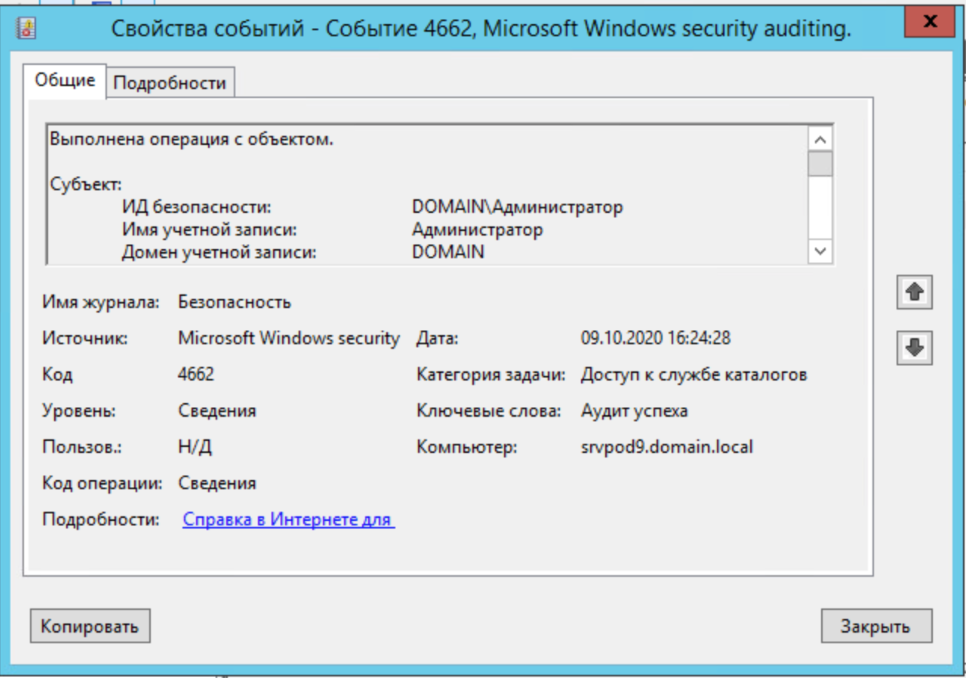 Свойства событий - Событие 4662, Microsoft Windows security auditing.
x
Общие Подробности
Выполнена операция с объектом.
Субъект:
ИД безопасности: DOMAIN\Администратор
Имя учетной записи: Администратор
Домен учетной записи: DOMAIN
Имя журнала: Безопасность
Источник: Microsoft Windows security Дата: 09.10.2020 16:24:28
Код 4662 Категория задачи: Доступ к службе каталогов
Уровень: Сведения Ключевые слова: Аудит успеха
Пользов.: Н/Д Компьютер: srvpod9.domain.local
Код операции: Сведения
Подробности: Справка в Интернете для
Копировать Закрыть